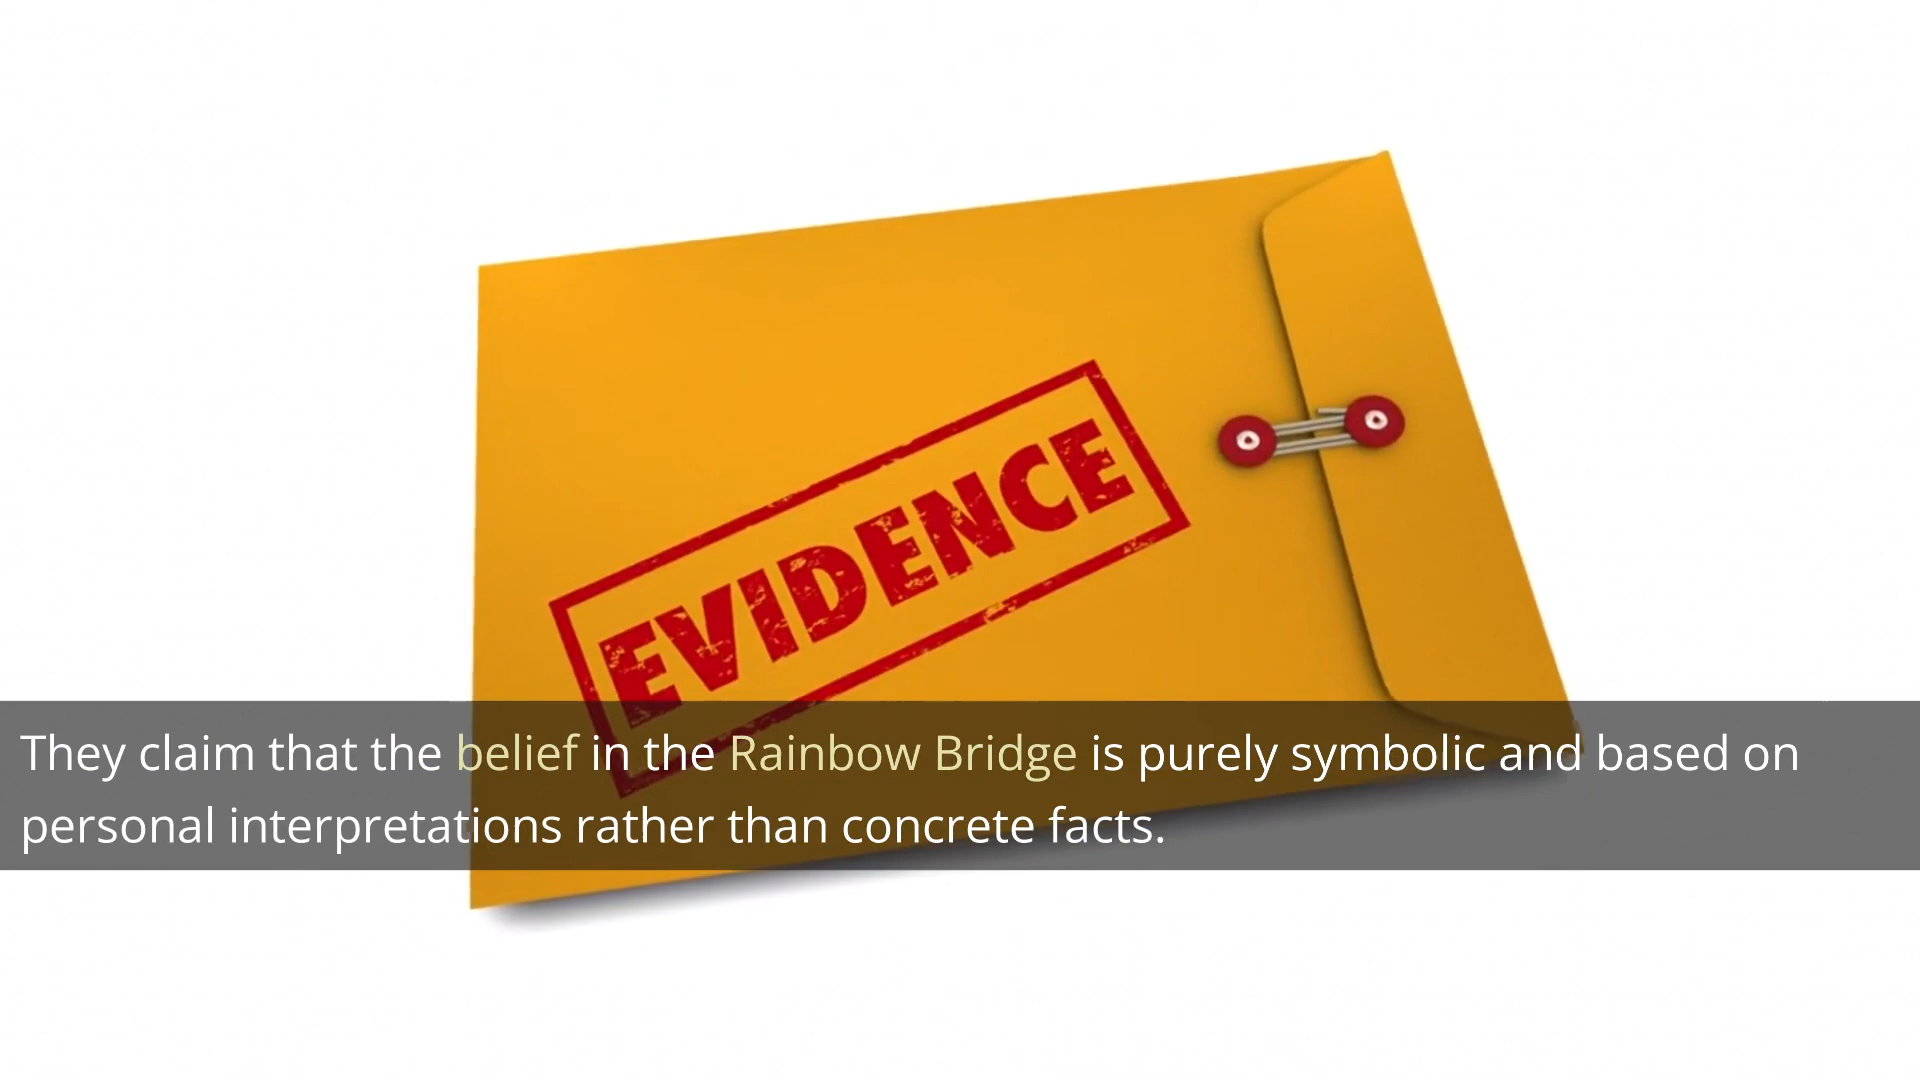 EVIDENCE
They claim that the belief in the Rainbow Bridge is purely symbolic and based on
personal interpretations rather than concrete facts.